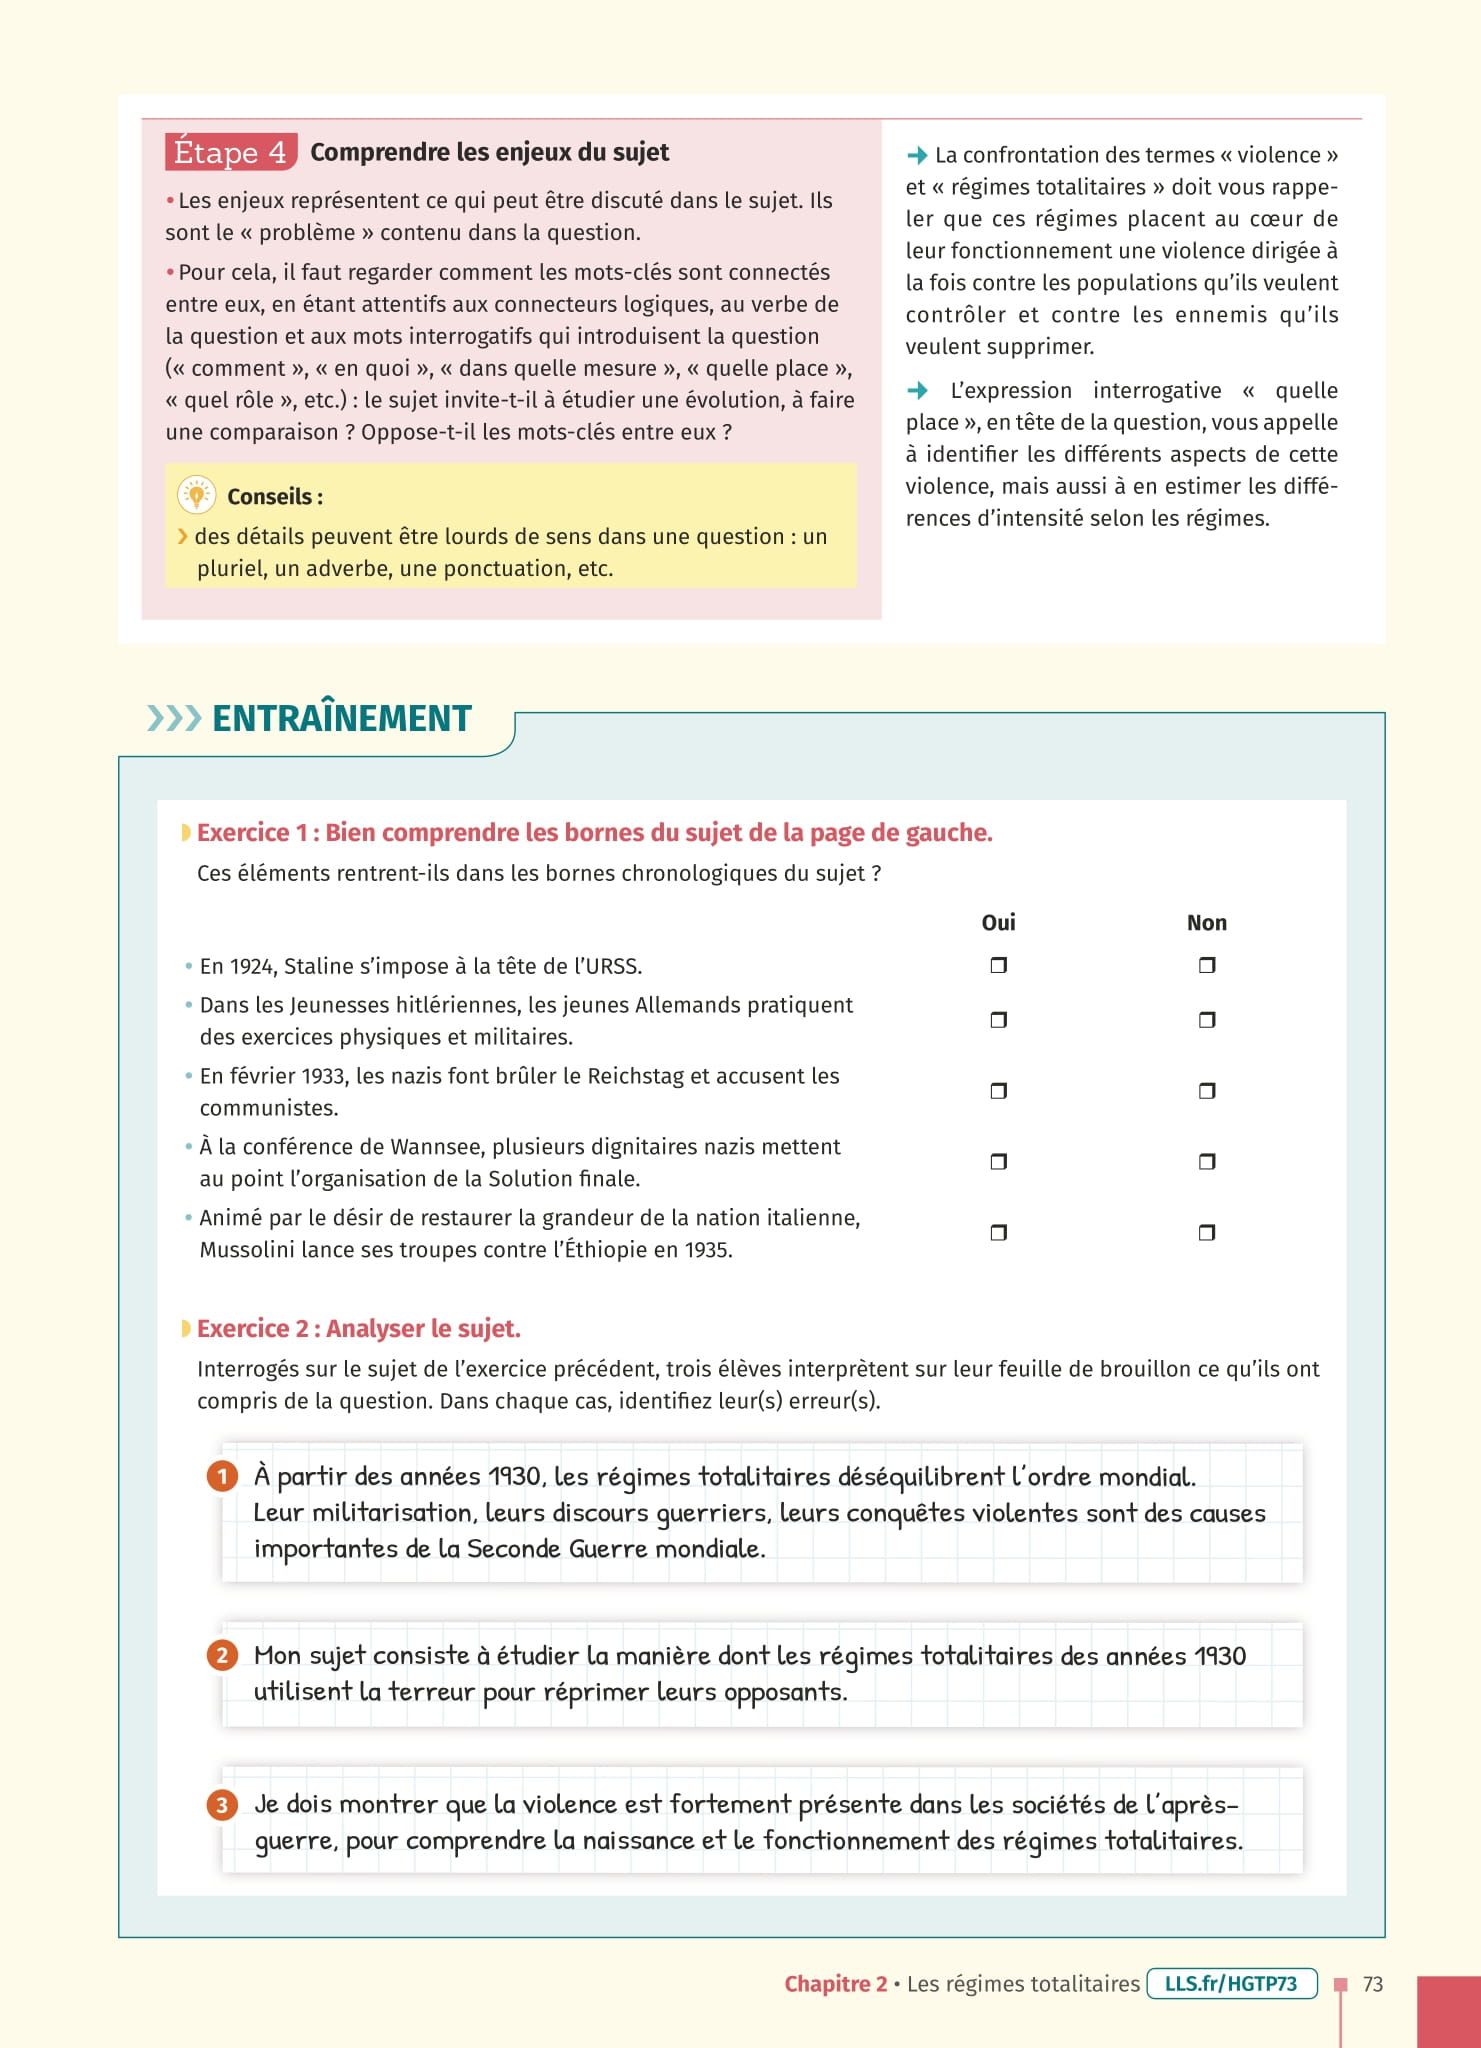 Étape 4 Comprendre les enjeux du sujet
• Les enjeux représentent ce qui peut être discuté dans le sujet. Ils
sont le « problème » contenu dans la question.
• Pour cela, il faut regarder comment les mots-clés sont connectés
entre eux, en étant attentifs aux connecteurs logiques, au verbe de
la question et aux mots interrogatifs qui introduisent la question
(« comment », « en quoi », « dans quelle mesure », « quelle place »,
« quel rôle », etc.) : le sujet invite-t-il à étudier une évolution, à faire
une comparaison ? Oppose-t-il les mots-clés entre eux ?
Conseils :
› des détails peuvent être lourds de sens dans une question : un
pluriel, un adverbe, une ponctuation, etc.
➔ La confrontation des termes « violence »
et « régimes totalitaires » doit vous rappe-
ler que ces régimes placent au cœur de
leur fonctionnement une violence dirigée à
la fois contre les populations qu'ils veulent
contrôler et contre les ennemis qu'ils
veulent supprimer.
➔ L'expression interrogative « quelle
place », en tête de la question, vous appelle
à identifier les différents aspects de cette
violence, mais aussi à en estimer les diffé-
rences d'intensité selon les régimes.
››› ENTRAÎNEMENT
Exercice 1 : Bien comprendre les bornes du sujet de la page de gauche.
Ces éléments rentrent-ils dans les bornes chronologiques du sujet ?
Oui Non
• En 1924, Staline s'impose à la tête de l'URSS. ❒ ❒
• Dans les Jeunesses hitlériennes, les jeunes Allemands pratiquent
des exercices physiques et militaires. ❒ ❒
• En février 1933, les nazis font brûler le Reichstag et accusent les
communistes. ❒ ❒
• À la conférence de Wannsee, plusieurs dignitaires nazis mettent
au point l'organisation de la Solution finale. ❒ ❒
• Animé par le désir de restaurer la grandeur de la nation italienne,
Mussolini lance ses troupes contre l'Éthiopie en 1935. ❒ ❒
Exercice 2 : Analyser le sujet.
Interrogés sur le sujet de l'exercice précédent, trois élèves interprètent sur leur feuille de brouillon ce qu'ils ont
compris de la question. Dans chaque cas, identifiez leur(s) erreur(s).
1 À partir des années 1930, les régimes totalitaires déséquilibrent l'ordre mondial.
Leur militarisation, leurs discours guerriers, leurs conquêtes violentes sont des causes
importantes de la Seconde Guerre mondiale.
2 Mon sujet consiste à étudier la manière dont les régimes totalitaires des années 1930
utilisent la terreur pour réprimer leurs opposants.
3 Je dois montrer que la violence est fortement présente dans les sociétés de l'après-
guerre, pour comprendre la naissance et le fonctionnement des régimes totalitaires.
Chapitre 2 • Les régimes totalitaires LLS.fr/HGTP73 73